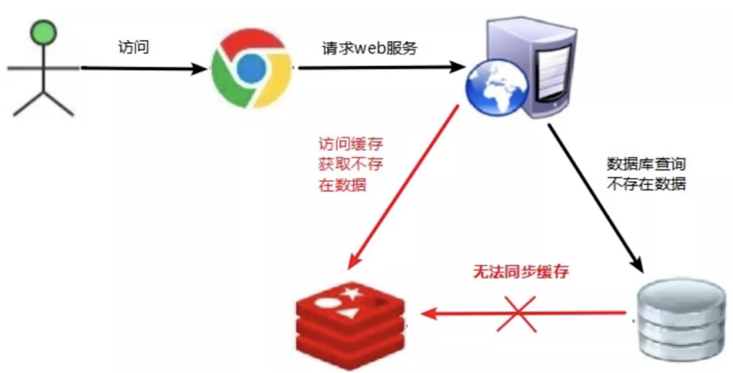 访问
请求web服务
访问缓存
获取不存
在数据
数据库查询
不存在数据
无法同步缓存